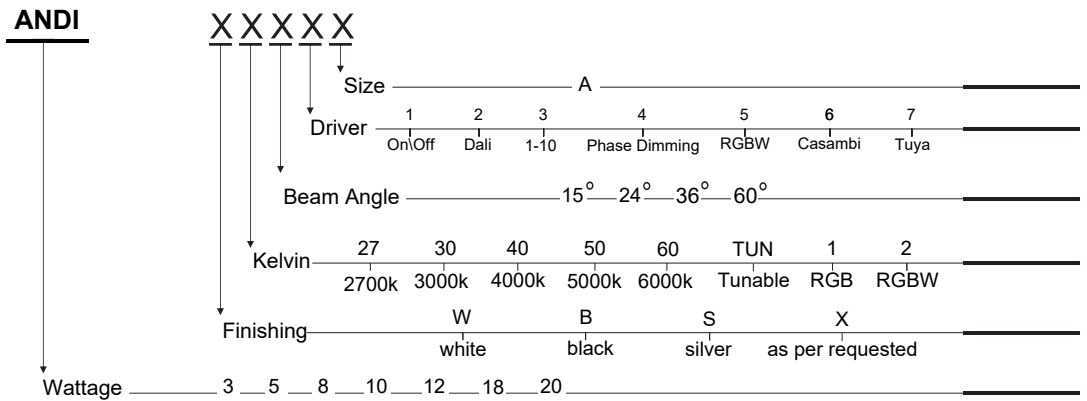 ANDI X X X X X
Size A
1 2 3 4 5 6 7
Driver
On\Off Dali 1-10 Phase Dimming RGBW Casambi Tuya
Beam Angle 15° 24° 36° 60°
27 30 40 50 60 TUN 1 2
Kelvin
2700k 3000k 4000k 5000k 6000k Tunable RGB RGBW
W B S X
Finishing
white black silver as per requested
Wattage 3 5 8 10 12 18 20